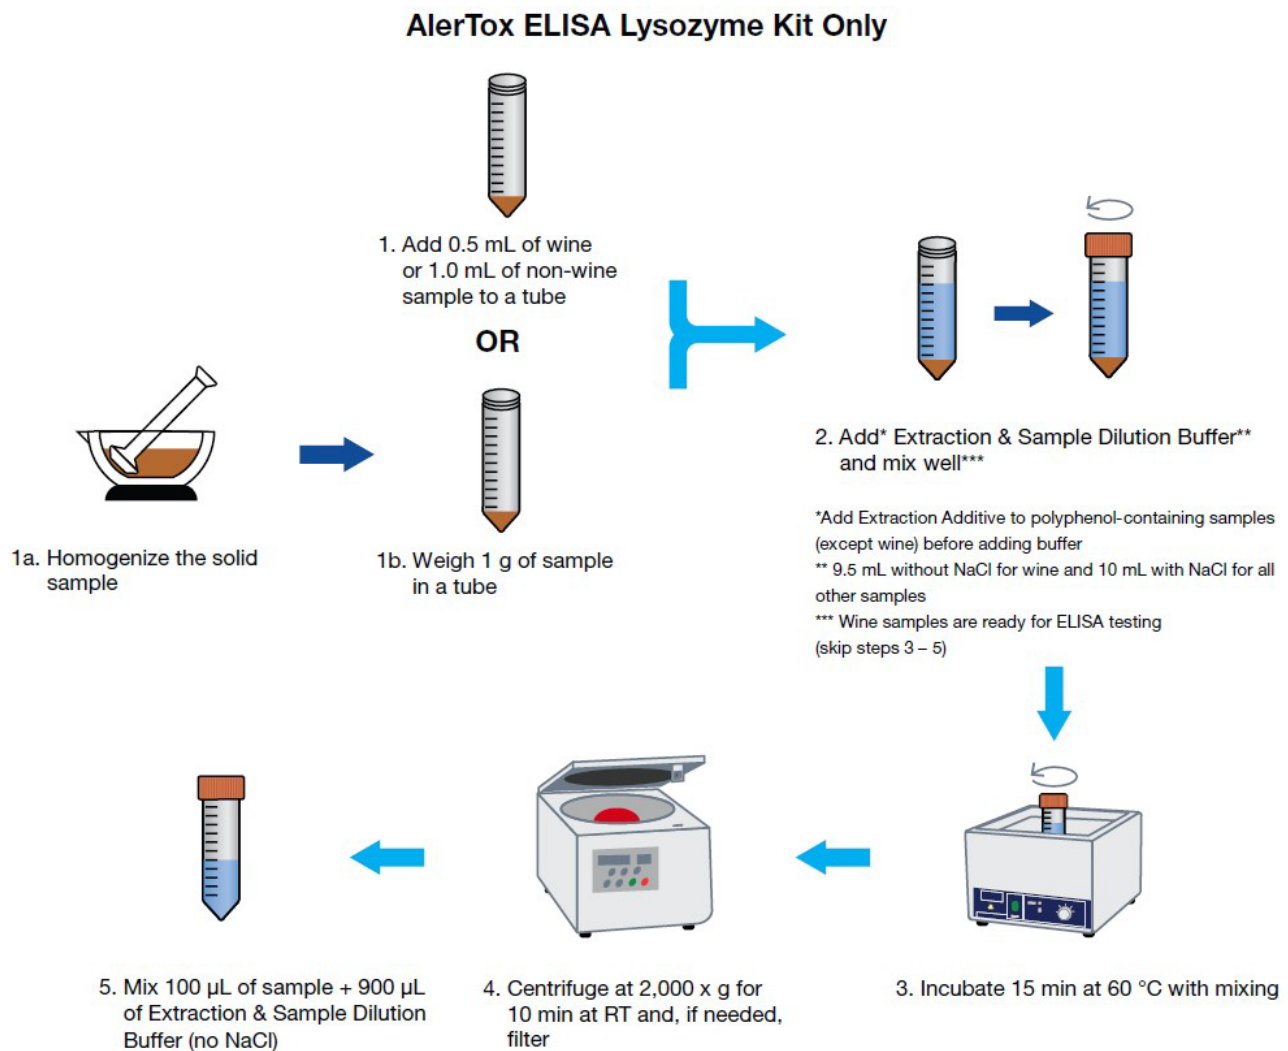 AlerTox ELISA Lysozyme Kit Only
1. Add 0.5 mL of wine
or 1.0 mL of non-wine
sample to a tube
OR
1a. Homogenize the solid
sample
1b. Weigh 1 g of sample
in a tube
2. Add* Extraction & Sample Dilution Buffer**
and mix well***
*Add Extraction Additive to polyphenol-containing samples
(except wine) before adding buffer
** 9.5 mL without NaCl for wine and 10 mL with NaCl for all
other samples
*** Wine samples are ready for ELISA testing
(skip steps 3 – 5)
3. Incubate 15 min at 60 °C with mixing
4. Centrifuge at 2,000 x g for
10 min at RT and, if needed,
filter
5. Mix 100 µL of sample + 900 µL
of Extraction & Sample Dilution
Buffer (no NaCl)